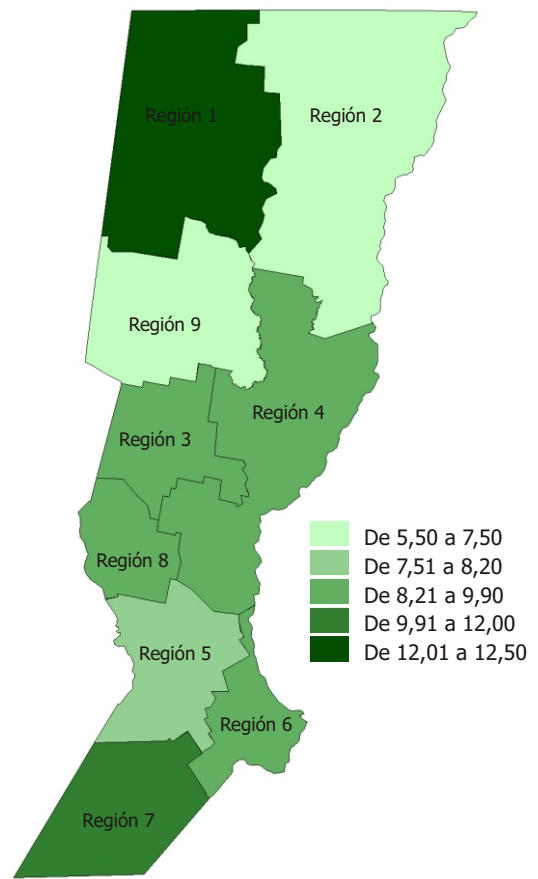 Región 1
Región 2
Región 9
Región 4
Región 3
Región 8
Región 5
Región 6
Región 7
De 5,50 a 7,50
De 7,51 a 8,20
De 8,21 a 9,90
De 9,91 a 12,00
De 12,01 a 12,50